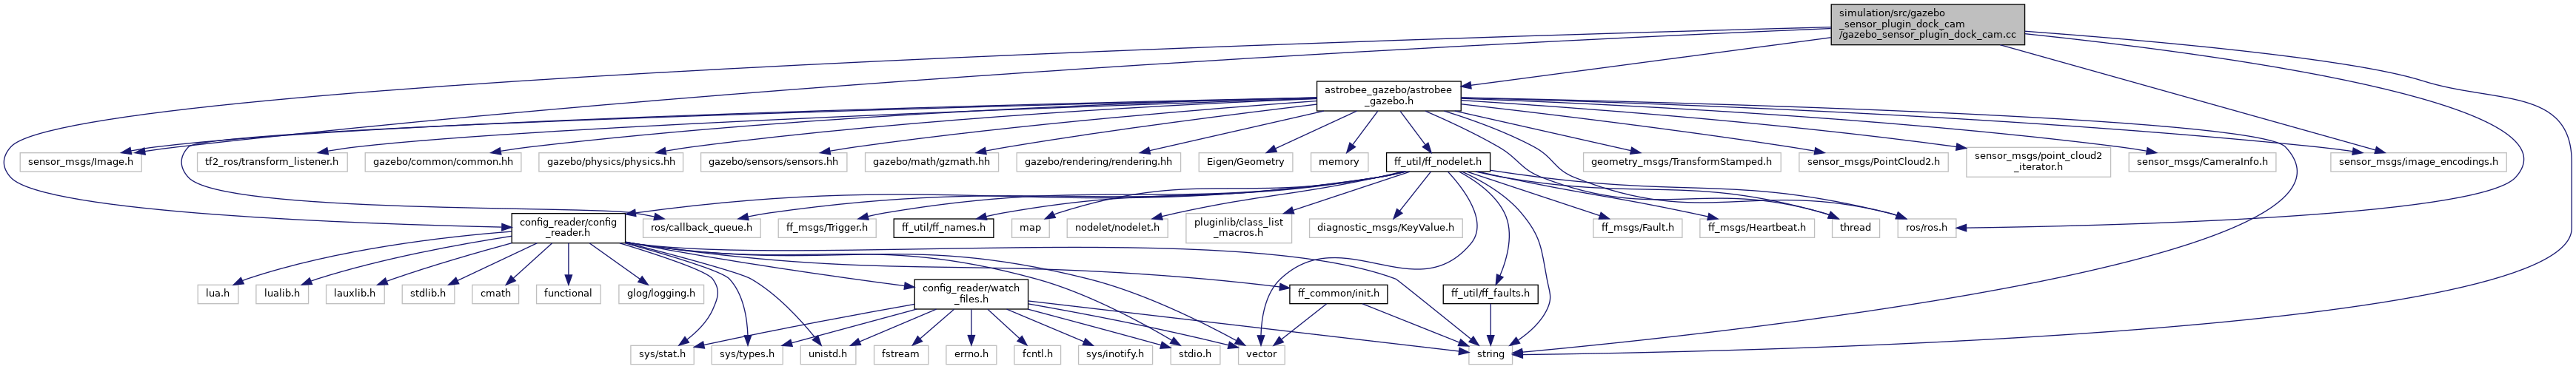 simulation/src/gazebo
_sensor_plugin_dock_cam
/gazebo_sensor_plugin_dock_cam.cc
astrobee_gazebo/astrobee
_gazebo.h
sensor_msgs/Image.h
tf2_ros/transform_listener.h
gazebo/common/common.hh
gazebo/physics/physics.hh
gazebo/sensors/sensors.hh
gazebo/math/gzmath.hh
gazebo/rendering/rendering.hh
Eigen/Geometry
memory
ff_util/ff_nodelet.h
geometry_msgs/TransformStamped.h
sensor_msgs/PointCloud2.h
sensor_msgs/point_cloud2
_iterator.h
sensor_msgs/CameraInfo.h
sensor_msgs/image_encodings.h
config_reader/config
_reader.h
ros/callback_queue.h
ff_msgs/Trigger.h
ff_util/ff_names.h
map
nodelet/nodelet.h
pluginlib/class_list
_macros.h
diagnostic_msgs/KeyValue.h
ff_msgs/Fault.h
ff_msgs/Heartbeat.h
thread
ros/ros.h
lua.h
lualib.h
lauxlib.h
stdlib.h
cmath
functional
glog/logging.h
config_reader/watch
_files.h
ff_common/init.h
ff_util/ff_faults.h
sys/stat.h
sys/types.h
unistd.h
fstream
errno.h
fcntl.h
sys/inotify.h
stdio.h
vector
string